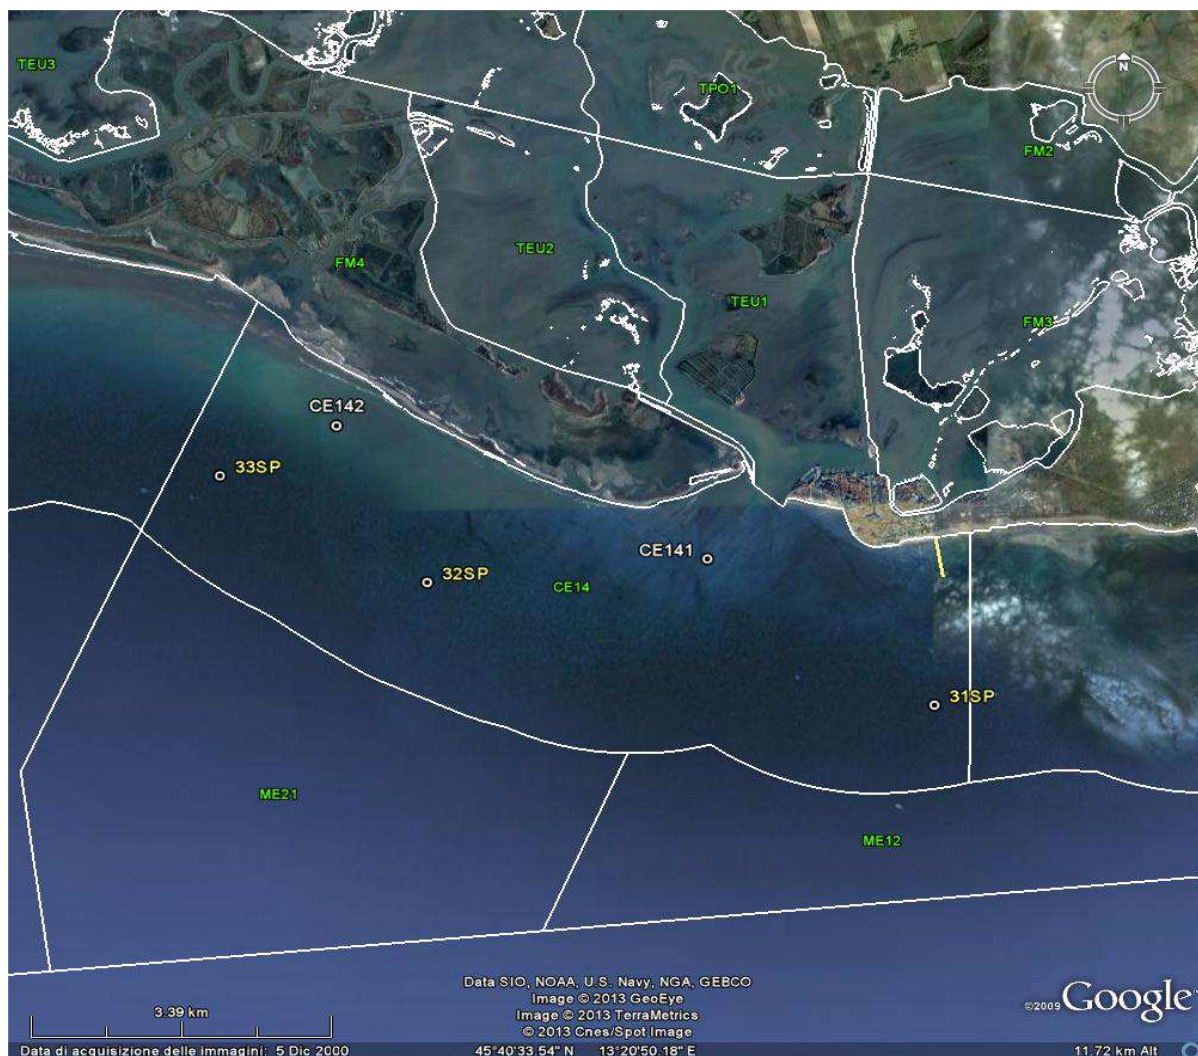 TEU3
TPO1
N
FM2
TEU2
FM4
TEU1
FM3
CE142
33SP
CE141
32SP
CE14
31SP
ME21
ME12
Data SIO, NOAA, U.S. Navy, NGA, GEBCO
Image © 2013 GeoEye
Image © 2013 TerraMetrics
© 2013 Cnes/Spot Image
©2009 Google
3.39 km
Data di acquisizione delle immagini: 5 Dic 2000
45°40'33.54" N 13°20'50.18" E
11.72 km Alt